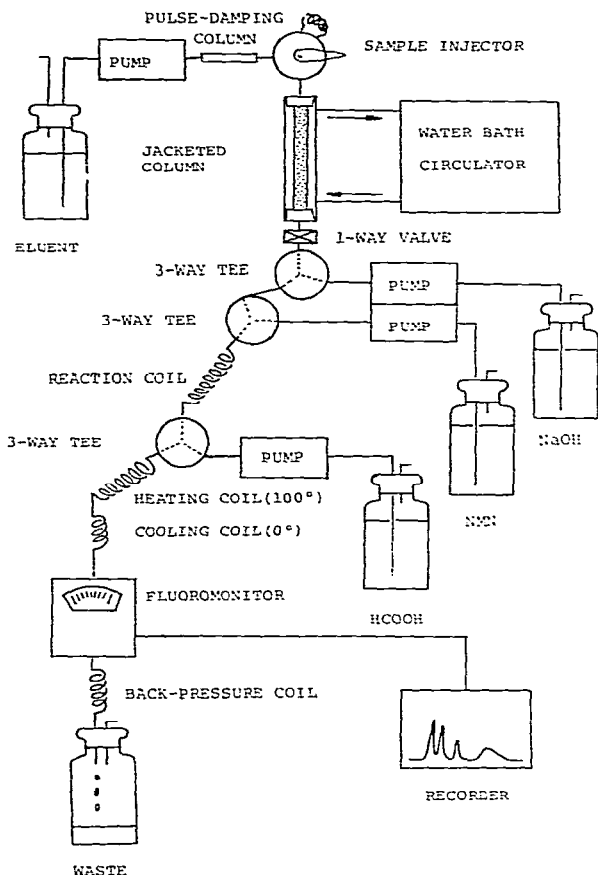 PULSE-DAMPING
COLUMN
PUMP
SAMPLE INJECTOR
JACKETED
COLUMN
WATER BATH
CIRCULATOR
ELUENT
1-WAY VALVE
3-WAY TEE
PUMP
3-WAY TEE
PUMP
REACTION COIL
NaOH
3-WAY TEE
PUMP
HEATING COIL(100°)
NMN
COOLING COIL(0°)
FLUOROMONITOR
HCOOH
BACK-PRESSURE COIL
RECORDER
WASTE